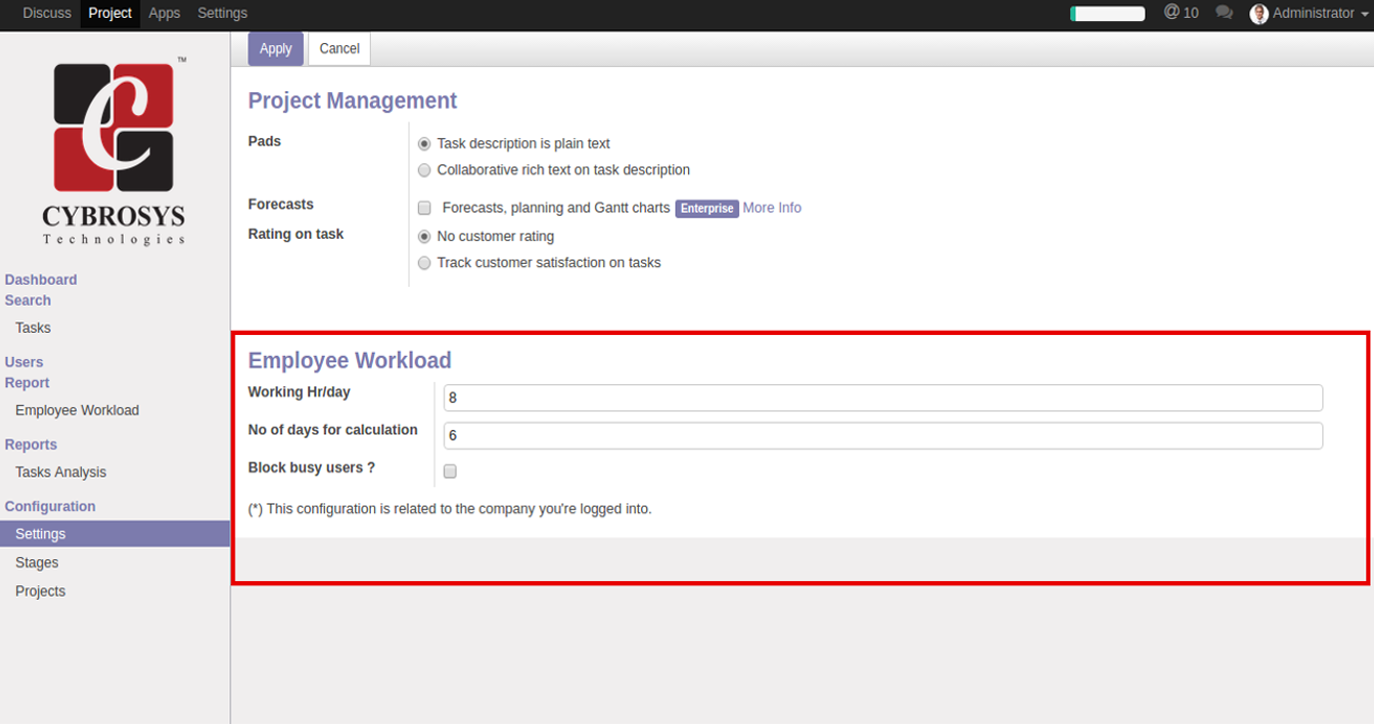 Discuss Project Apps Settings @ 10 Administrator
Apply Cancel
™
C
CYBROSYS
Technologies
Dashboard
Search
Tasks
Users
Report
Employee Workload
Reports
Tasks Analysis
Configuration
Settings
Stages
Projects
Project Management
Pads
Task description is plain text
Collaborative rich text on task description
Forecasts
Forecasts, planning and Gantt charts Enterprise More Info
Rating on task
No customer rating
Track customer satisfaction on tasks
Employee Workload
Working Hr/day 8
No of days for calculation 6
Block busy users ?
(*) This configuration is related to the company you're logged into.